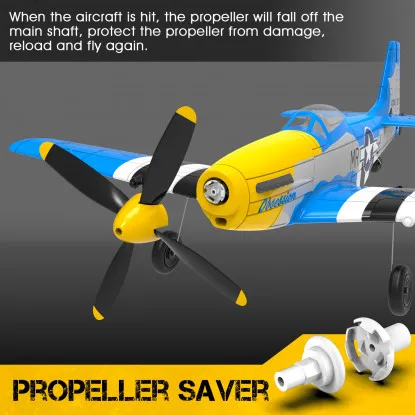 When the aircraft is hit, the propeller will fall off the
main shaft, protect the propeller from damage,
reload and fly again.
Obsession
PROPELLER SAVER